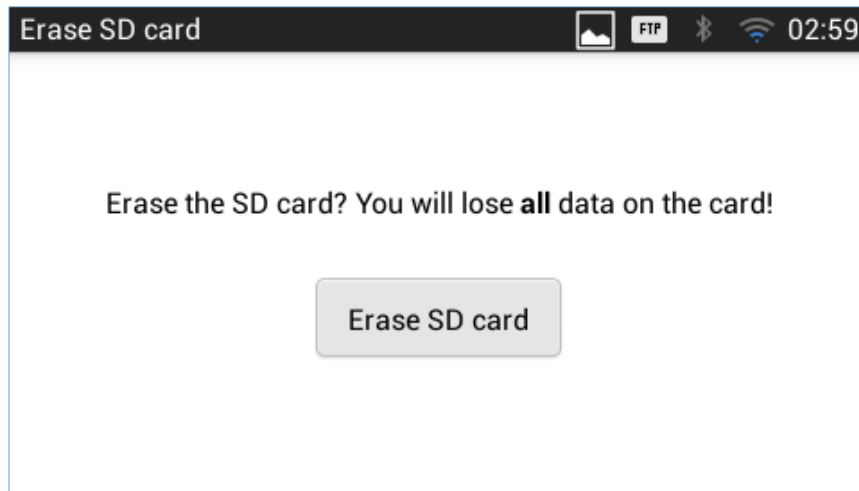 Erase SD card FTP 02:59
Erase the SD card? You will lose all data on the card!
Erase SD card